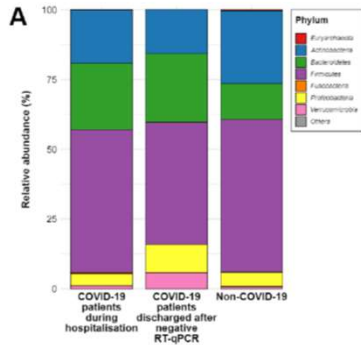 A
100
75
50
25
0
Relative abundance (%)
COVID-19
patients
during
hospitalisation
COVID-19
patients
discharged after
negative
RT-qPCR
Non-COVID-19
Phylum
Euryarchaeota
Actinobacteria
Bacteroidetes
Firmicutes
Fusobacteria
Proteobacteria
Verrucomicrobia
Others